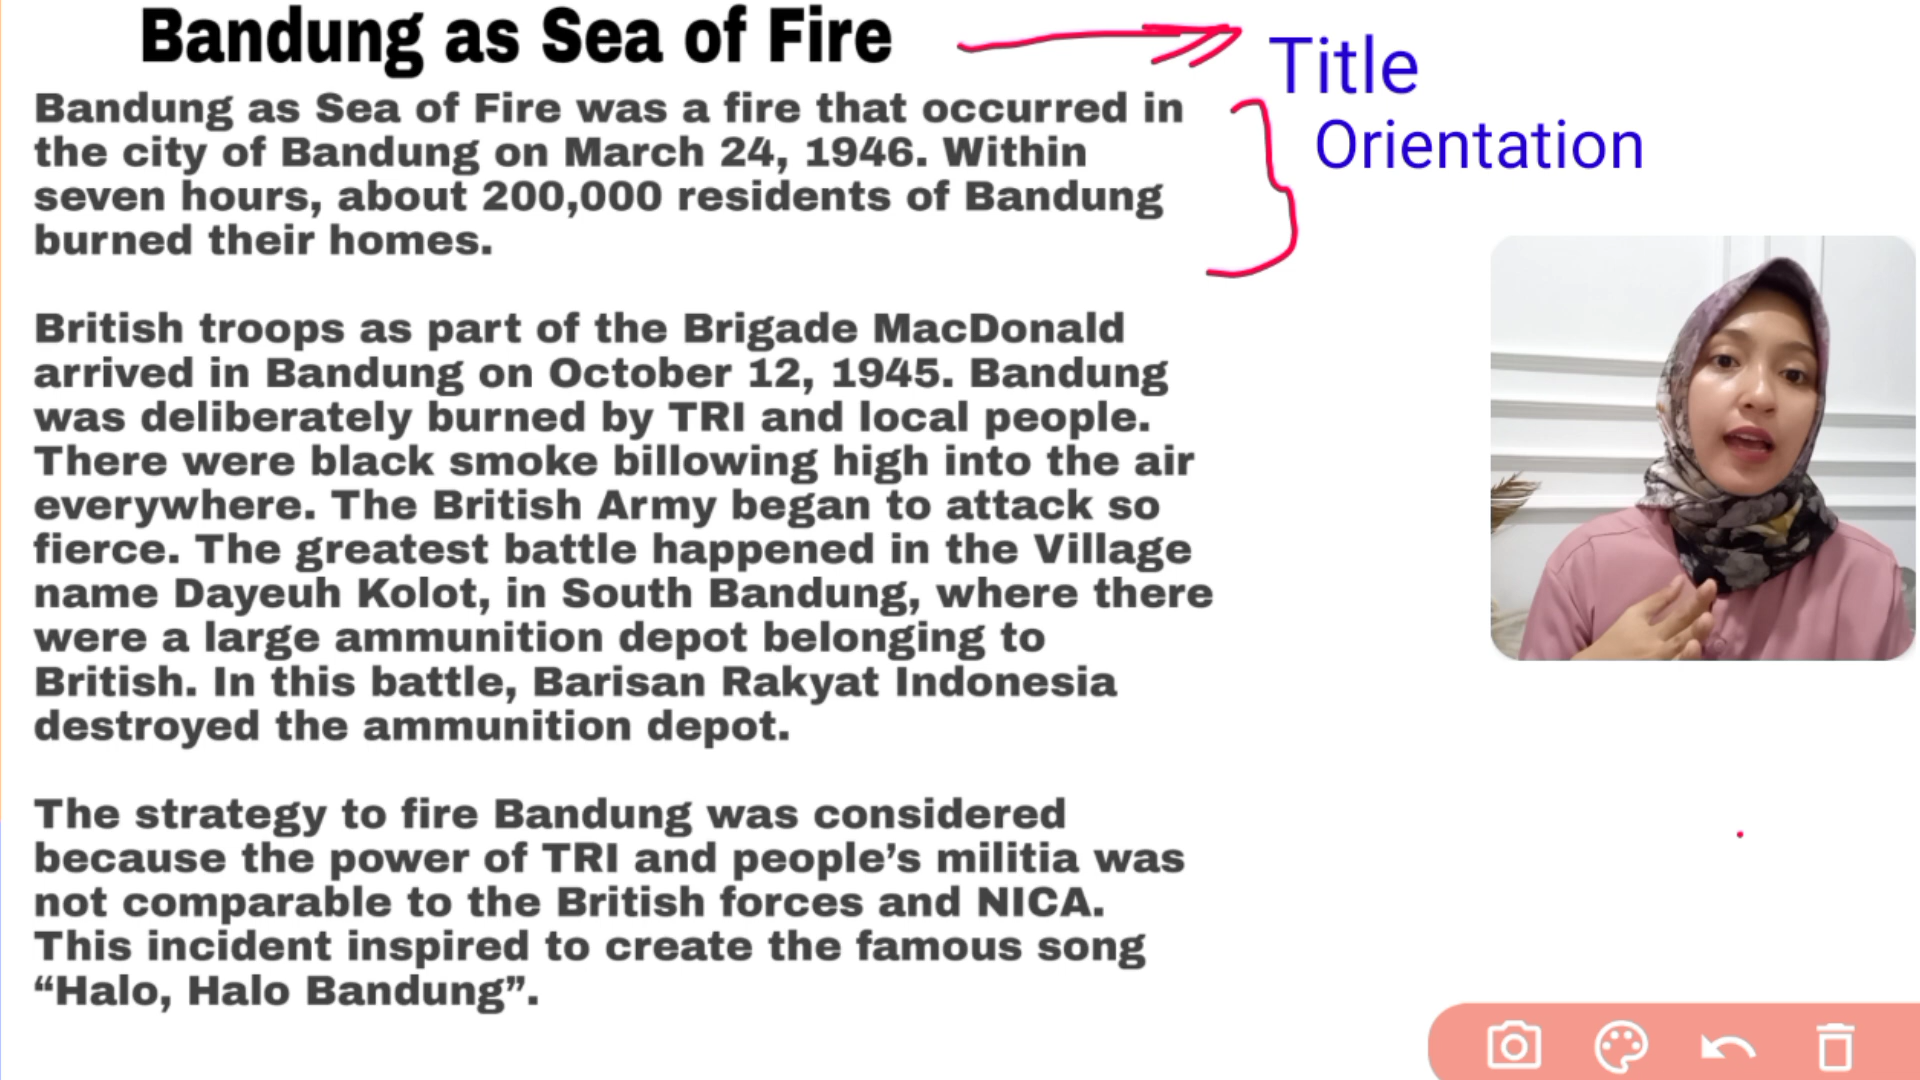 Bandung as Sea of Fire
Title
Bandung as Sea of Fire was a fire that occurred in
the city of Bandung on March 24, 1946. Within
seven hours, about 200,000 residents of Bandung
burned their homes.
Orientation
British troops as part of the Brigade MacDonald
arrived in Bandung on October 12, 1945. Bandung
was deliberately burned by TRI and local people.
There were black smoke billowing high into the air
everywhere. The British Army began to attack so
fierce. The greatest battle happened in the Village
name Dayeuh Kolot, in South Bandung, where there
were a large ammunition depot belonging to
British. In this battle, Barisan Rakyat Indonesia
destroyed the ammunition depot.
The strategy to fire Bandung was considered
because the power of TRI and people’s militia was
not comparable to the British forces and NICA.
This incident inspired to create the famous song
“Halo, Halo Bandung”.